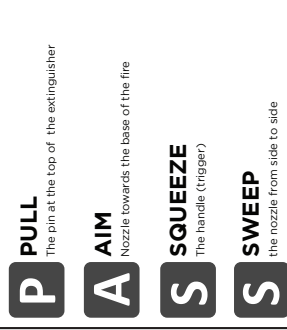 P
PULL
The pin at the top of the extinguisher
A
AIM
Nozzle towards the base of the fire
S
SQUEEZE
The handle (trigger)
S
SWEEP
the nozzle from side to side